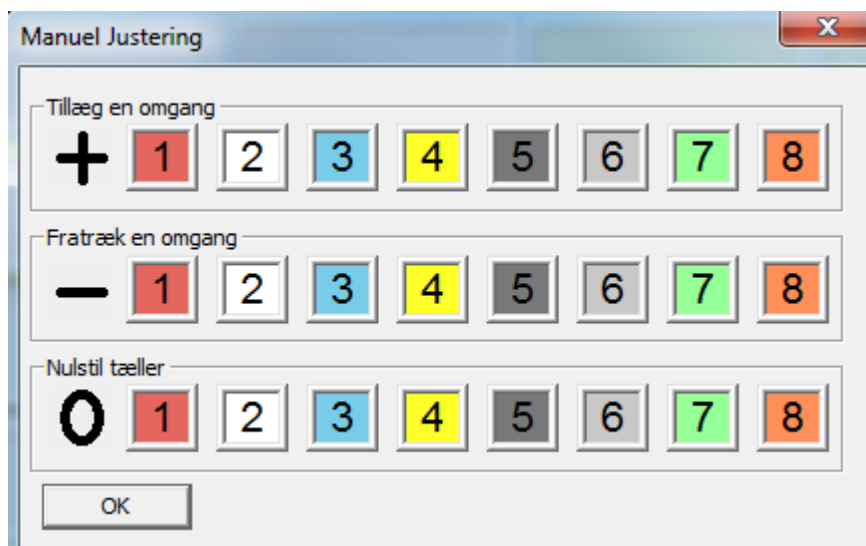 Manuel Justering
Tillæg en omgang
+ 1 2 3 4 5 6 7 8
Fratræk en omgang
− 1 2 3 4 5 6 7 8
Nulstil tæller
0 1 2 3 4 5 6 7 8
OK